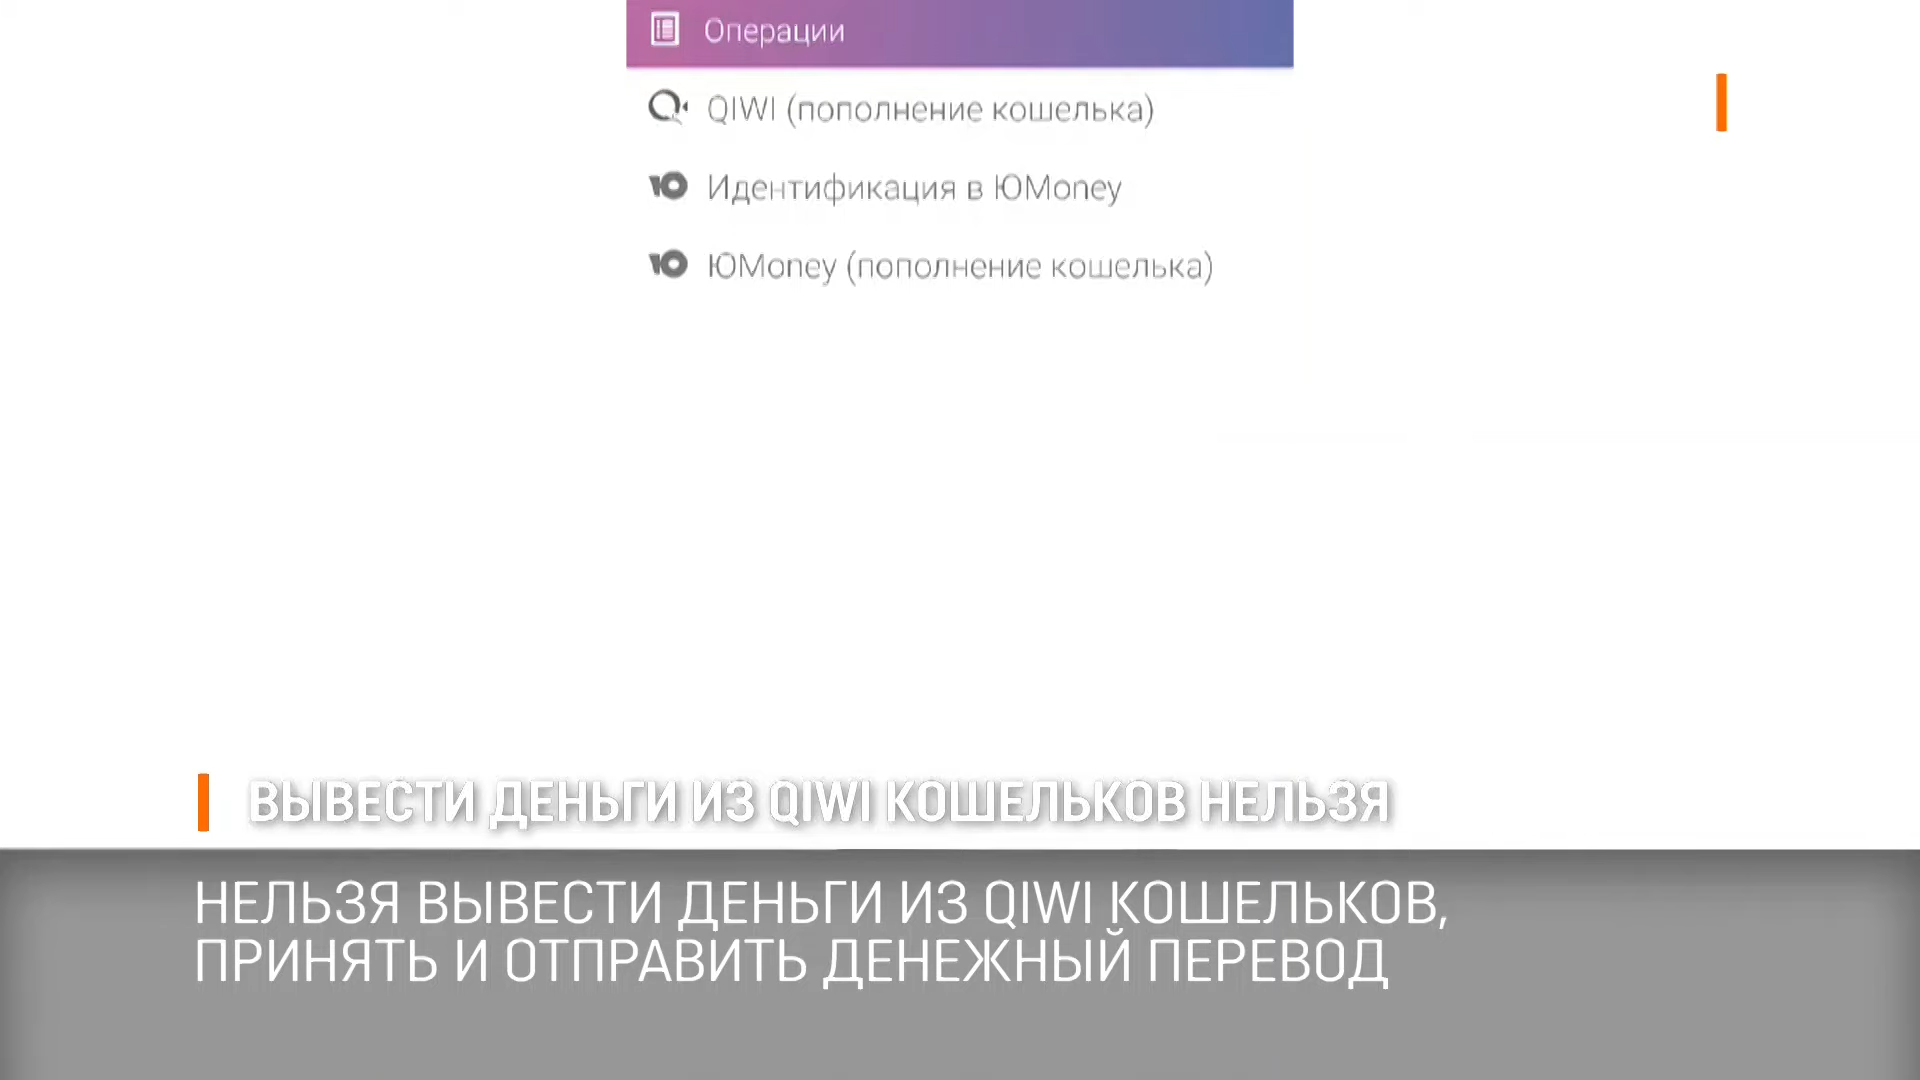 Операции
QIWI (пополнение кошелька)
Идентификация в ЮMoney
ЮMoney (пополнение кошелька)
ВЫВЕСТИ ДЕНЬГИ ИЗ QIWI КОШЕЛЬКОВ НЕЛЬЗЯ
НЕЛЬЗЯ ВЫВЕСТИ ДЕНЬГИ ИЗ QIWI КОШЕЛЬКОВ,
ПРИНЯТЬ И ОТПРАВИТЬ ДЕНЕЖНЫЙ ПЕРЕВОД